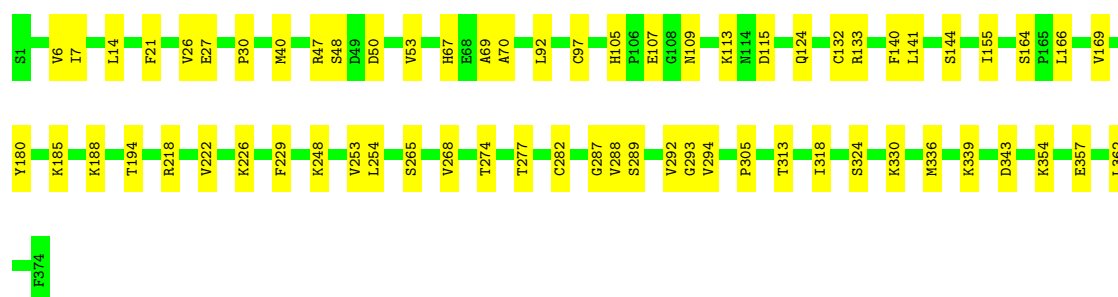 S1 V6 I7 L14 F21 V26 E27 P30 M40 R47 S48 D49 D50 V53 H67 E68 A69 A70 L92 C97 H105 P106 E107 G108 N109 K113 N114 D115 Q124 C132 R133 F140 L141 S144 I155 S164 P165 L166 V169
Y180 K185 K188 T194 R218 V222 K226 F229 K248 V253 L254 S265 V268 T274 T277 C282 G287 V288 S289 V292 G293 V294 P305 T313 I318 S324 K330 M336 K339 D343 K354 E357 L362
F374